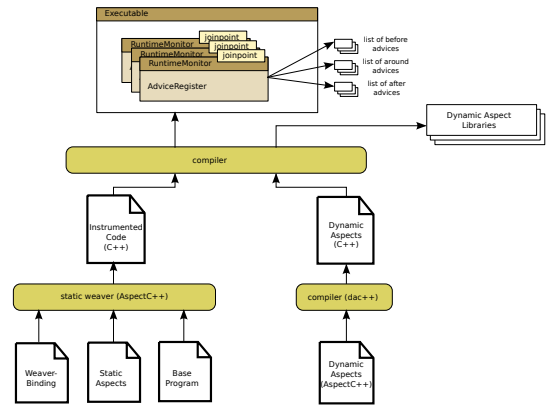 Executable
joinpoint
RuntimeMonitor
joinpoint
RuntimeMonitor
joinpoint
RuntimeMonitor
AdviceRegister
list of before
advices
list of around
advices
list of after
advices
Dynamic Aspect
Libraries
compiler
Instrumented
Code
(C++)
Dynamic
Aspects
(C++)
static weaver (AspectC++)
compiler (dac++)
Weaver-
Binding
Static
Aspects
Base
Program
Dynamic
Aspects
(AspectC++)